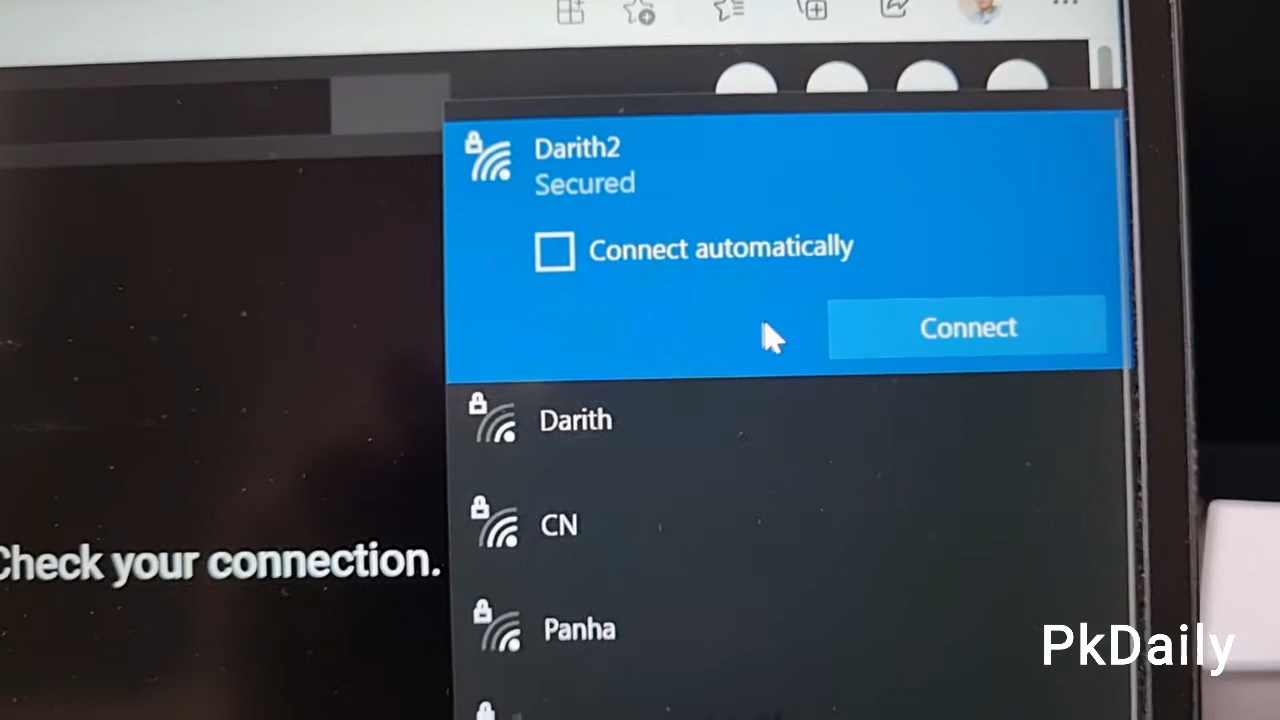 Darith2
Secured
Connect automatically
Connect
Darith
CN
Check your connection.
Panha
PkDaily